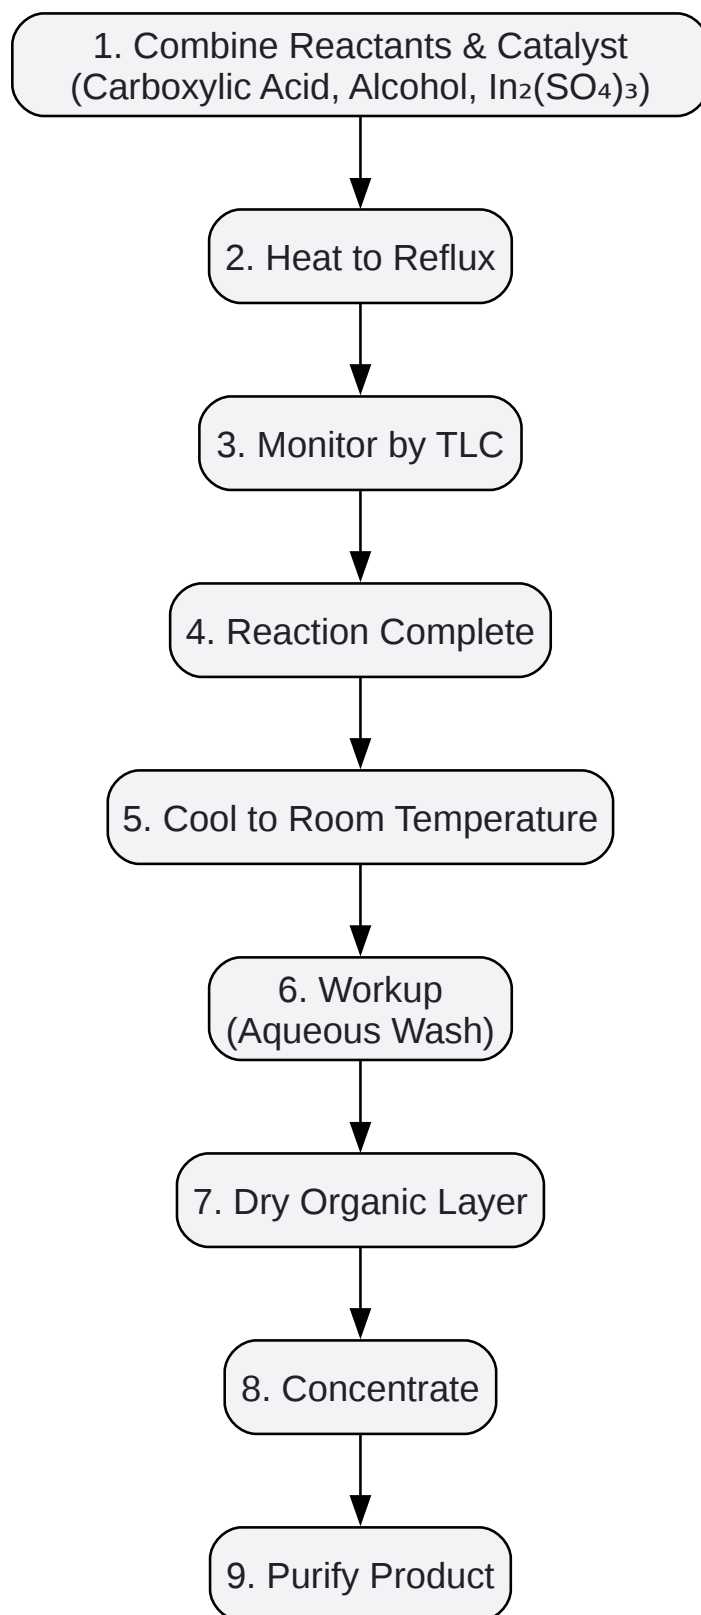 1. Combine Reactants & Catalyst
(Carboxylic Acid, Alcohol, In₂(SO₄)₃)
2. Heat to Reflux
3. Monitor by TLC
4. Reaction Complete
5. Cool to Room Temperature
6. Workup
(Aqueous Wash)
7. Dry Organic Layer
8. Concentrate
9. Purify Product